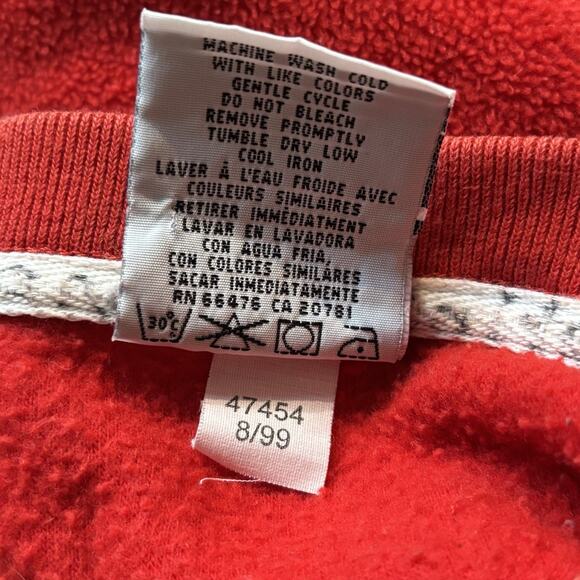 MACHINE WASH COLD
WITH LIKE COLORS
GENTLE CYCLE
DO NOT BLEACH
REMOVE PROMPTLY
TUMBLE DRY LOW
COOL IRON
LAVER À L'EAU FROIDE AVEC
COULEURS SIMILAIRES
RETIRER IMMÉDIATMENT
LAVAR EN LAVADORA
CON AGUA FRIA,
CON COLORES SIMILARES
SACAR INMEDIATAMENTE
RN 66476 CA 20781
30°C
47454
8/99